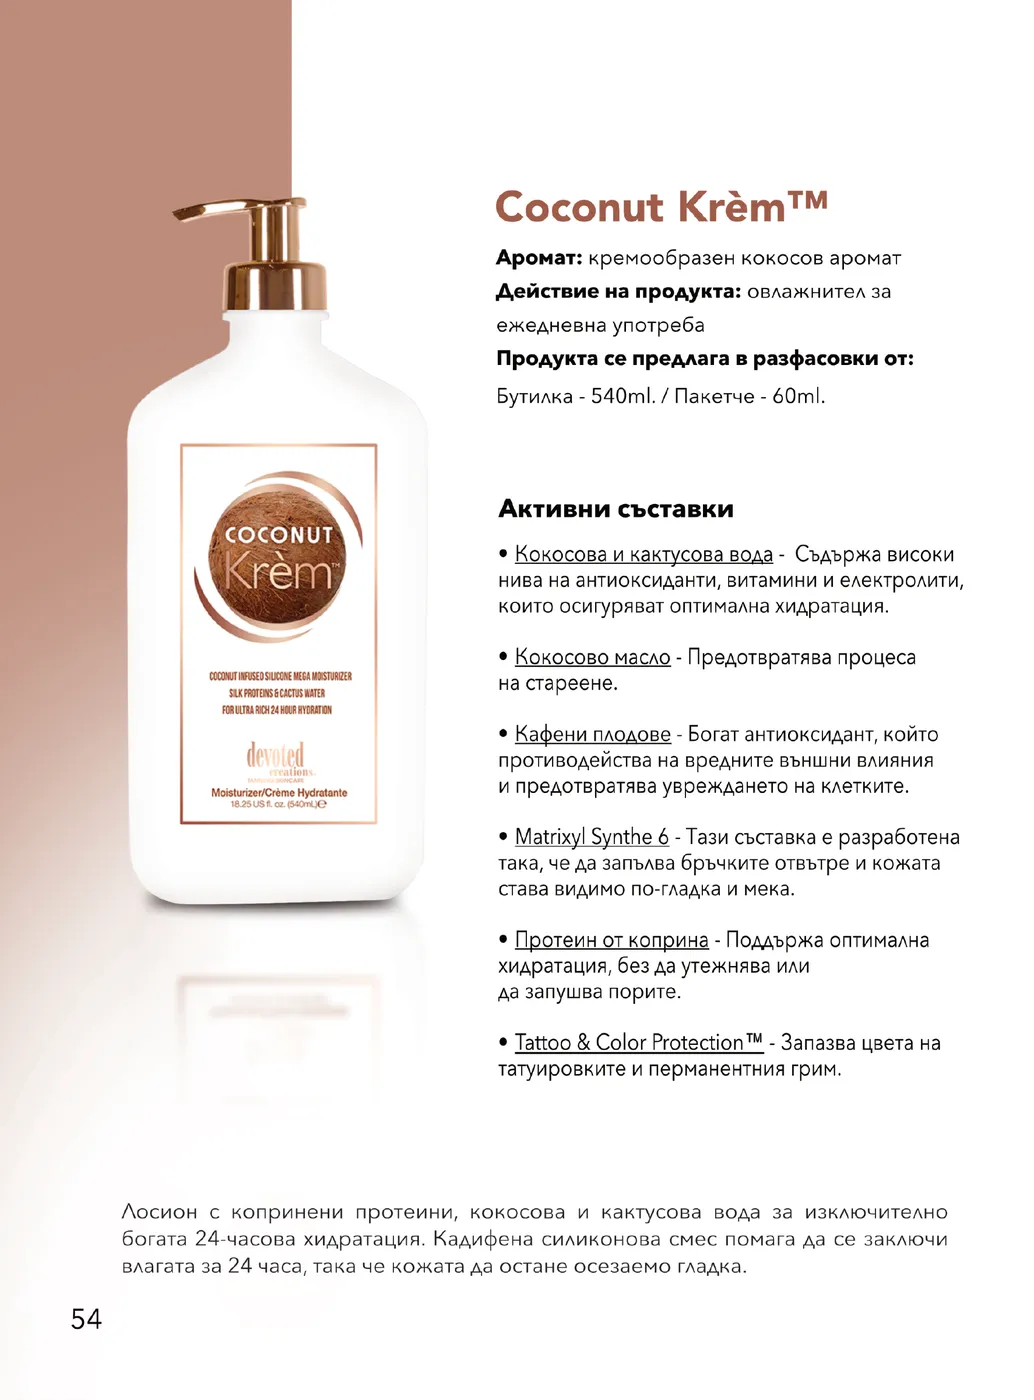 Coconut Krèm™
Аромат: кремообразен кокосов аромат
Действие на продукта: овлажнител за
ежедневна употреба
Продукта се предлага в разфасовки от:
Бутилка - 540ml. / Пакетче - 60ml.
Активни съставки
• Кокосова и кактусова вода - Съдържа високи
нива на антиоксиданти, витамини и електролити,
които осигуряват оптимална хидратация.
• Кокосово масло - Предотвратява процеса
на стареене.
• Кафени плодове - Богат антиоксидант, който
противодейства на вредните външни влияния
и предотвратява увреждането на клетките.
• Matrixyl Synthe 6 - Тази съставка е разработена
така, че да запълва бръчките отвътре и кожата
става видимо по-гладка и мека.
• Протеин от коприна - Поддържа оптимална
хидратация, без да утежнява или
да запушва порите.
• Tattoo & Color Protection™ - Запазва цвета на
татуировките и перманентния грим.
COCONUT
Krèm™
COCONUT INFUSED SILICONE MEGA MOISTURIZER
SILK PROTEINS & CACTUS WATER
FOR ULTRA RICH 24 HOUR HYDRATION
devoted
creations
Moisturizer/Crème Hydratante
18.25 US fl. oz. (540mL)e
Лосион с копринени протеини, кокосова и кактусова вода за изключително
богата 24-часова хидратация. Кадифена силиконова смес помага да се заключи
влагата за 24 часа, така че кожата да остане осезаемо гладка.
54